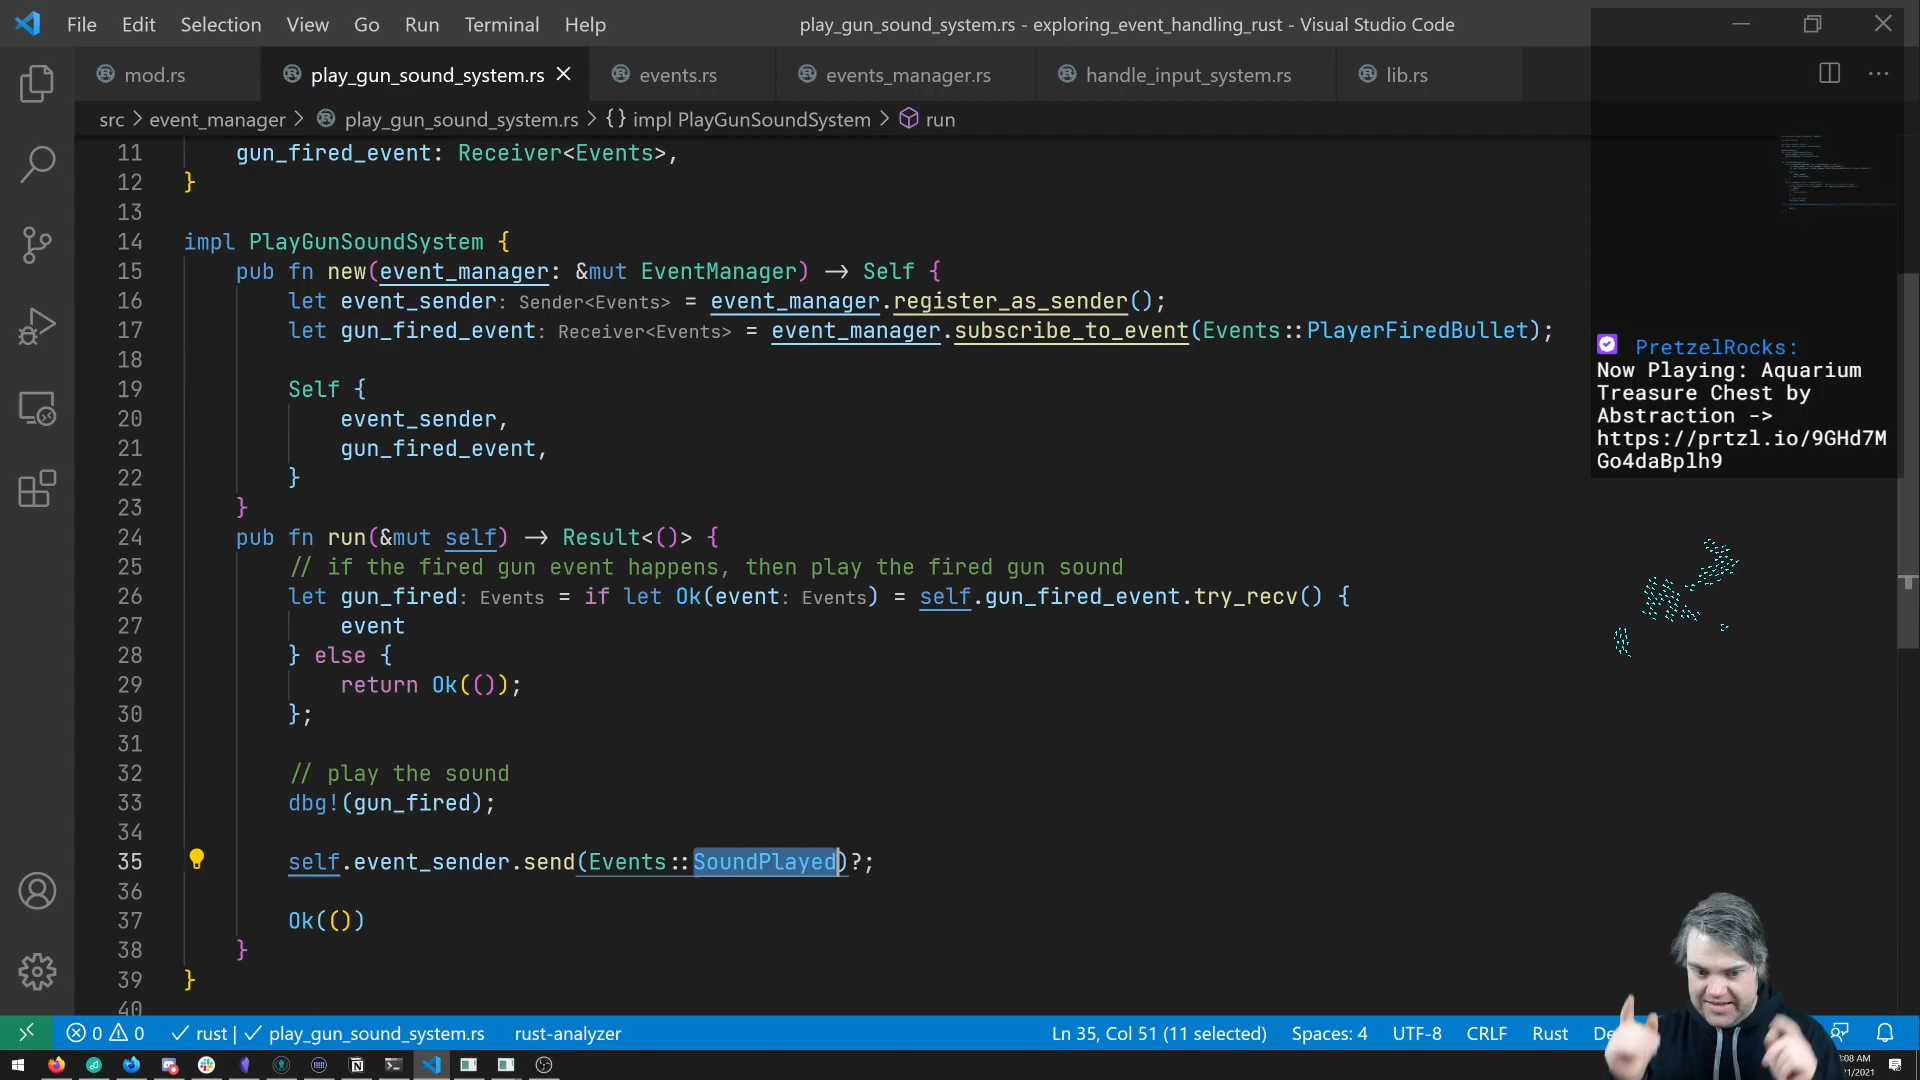 File Edit Selection View Go Run Terminal Help
play_gun_sound_system.rs - exploring_event_handling_rust - Visual Studio Code
mod.rs play_gun_sound_system.rs events.rs events_manager.rs handle_input_system.rs lib.rs
src > event_manager > play_gun_sound_system.rs > {} impl PlayGunSoundSystem > run
11 gun_fired_event: Receiver<Events>,
12 }
13
14 impl PlayGunSoundSystem {
15 pub fn new(event_manager: &mut EventManager) -> Self {
16 let event_sender: Sender<Events> = event_manager.register_as_sender();
17 let gun_fired_event: Receiver<Events> = event_manager.subscribe_to_event(Events::PlayerFiredBullet);
18
19 Self {
20 event_sender,
21 gun_fired_event,
22 }
23 }
24 pub fn run(&mut self) -> Result<()> {
25 // if the fired gun event happens, then play the fired gun sound
26 let gun_fired: Events = if let Ok(event: Events) = self.gun_fired_event.try_recv() {
27 event
28 } else {
29 return Ok(());
30 };
31
32 // play the sound
33 dbg!(gun_fired);
34
35 self.event_sender.send(Events::SoundPlayed)?;
36
37 Ok(())
38 }
39 }
40
PretzelRocks:
Now Playing: Aquarium
Treasure Chest by
Abstraction ->
https://prtzl.io/9GHd7M
Go4daBplh9
0 0 rust | play_gun_sound_system.rs rust-analyzer
Ln 35, Col 51 (11 selected) Spaces: 4 UTF-8 CRLF Rust
:08 AM
/2021